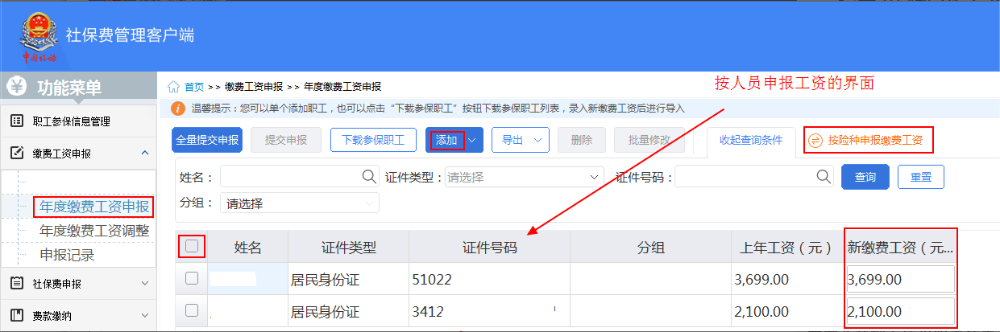 社保费管理客户端
中国税务
¥ 功能菜单
首页 >> 缴费工资申报 >> 年度缴费工资申报
按人员申报工资的界面
温馨提示：您可以单个添加职工，也可以点击“下载参保职工”按钮下载参保职工列表，录入新缴费工资后进行导入
职工参保信息管理
缴费工资申报
年度缴费工资申报
年度缴费工资调整
申报记录
社保费申报
费款缴纳
全量提交申报 提交申报 下载参保职工 添加 导出 删除 批量修改 收起查询条件 按险种申报缴费工资
姓名： 证件类型：请选择 证件号码： 查询 重置
分组： 请选择
姓名 证件类型 证件号码 分组 上年工资（元） 新缴费工资（元...
居民身份证 51022 3,699.00 3,699.00
居民身份证 3412 2,100.00 2,100.00